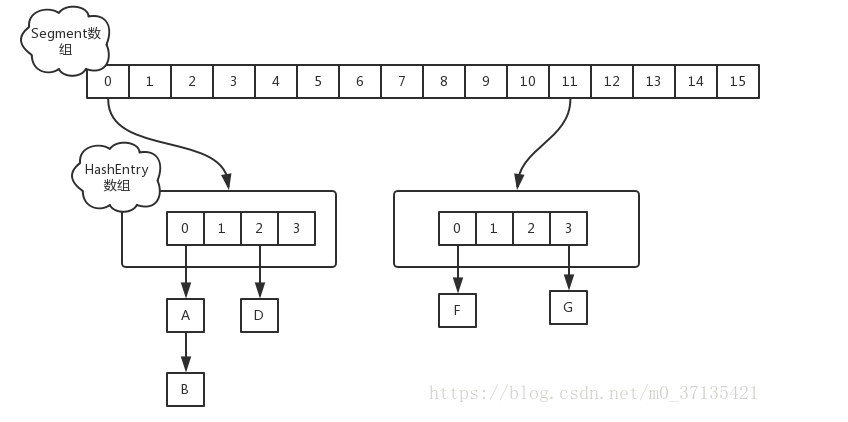 Segment数
组
0 1 2 3 4 5 6 7 8 9 10 11 12 13 14 15
HashEntry
数组
0 1 2 3
0 1 2 3
A
D
F
G
B
https://blog.csdn.net/m0_37135421